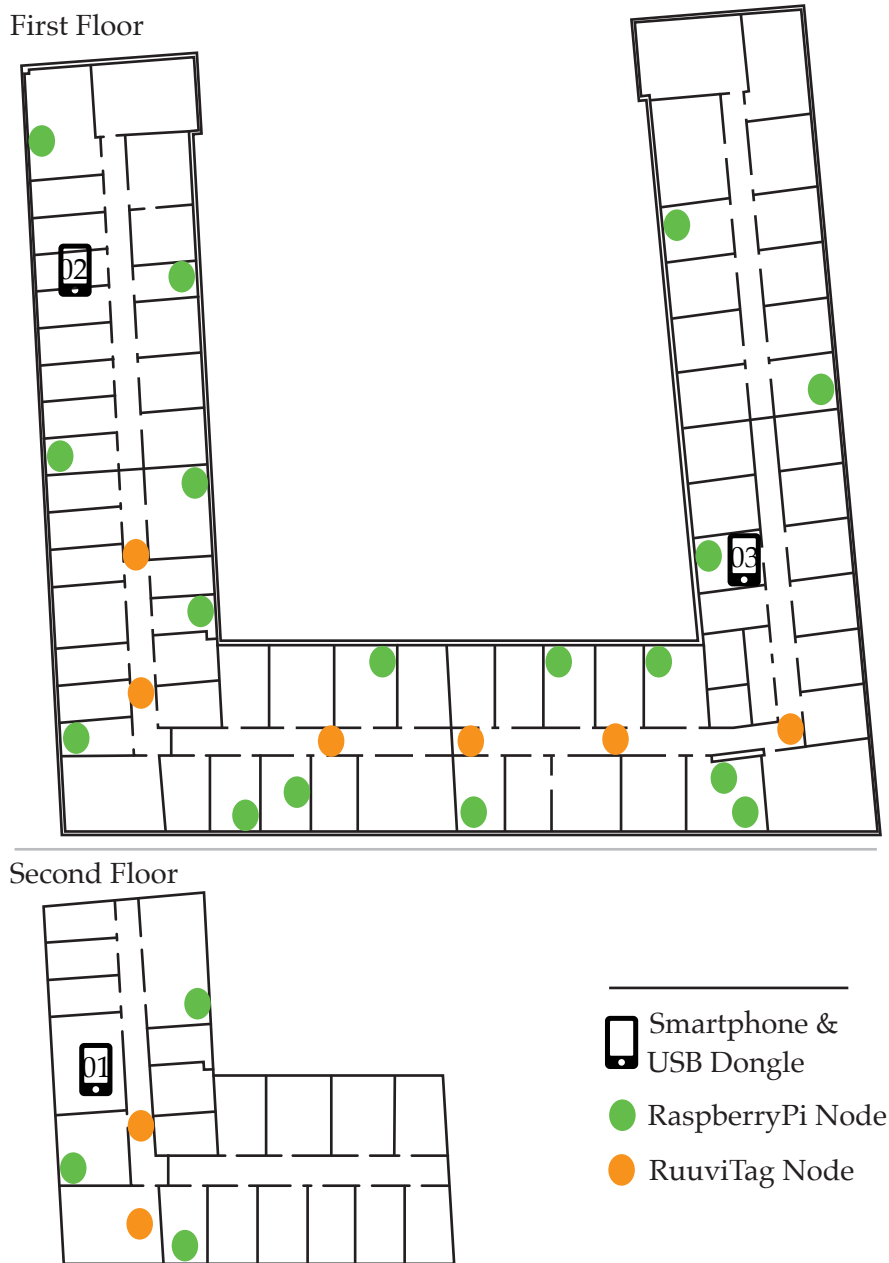 First Floor
02
03
Second Floor
01
Smartphone &
USB Dongle
RaspberryPi Node
RuuviTag Node